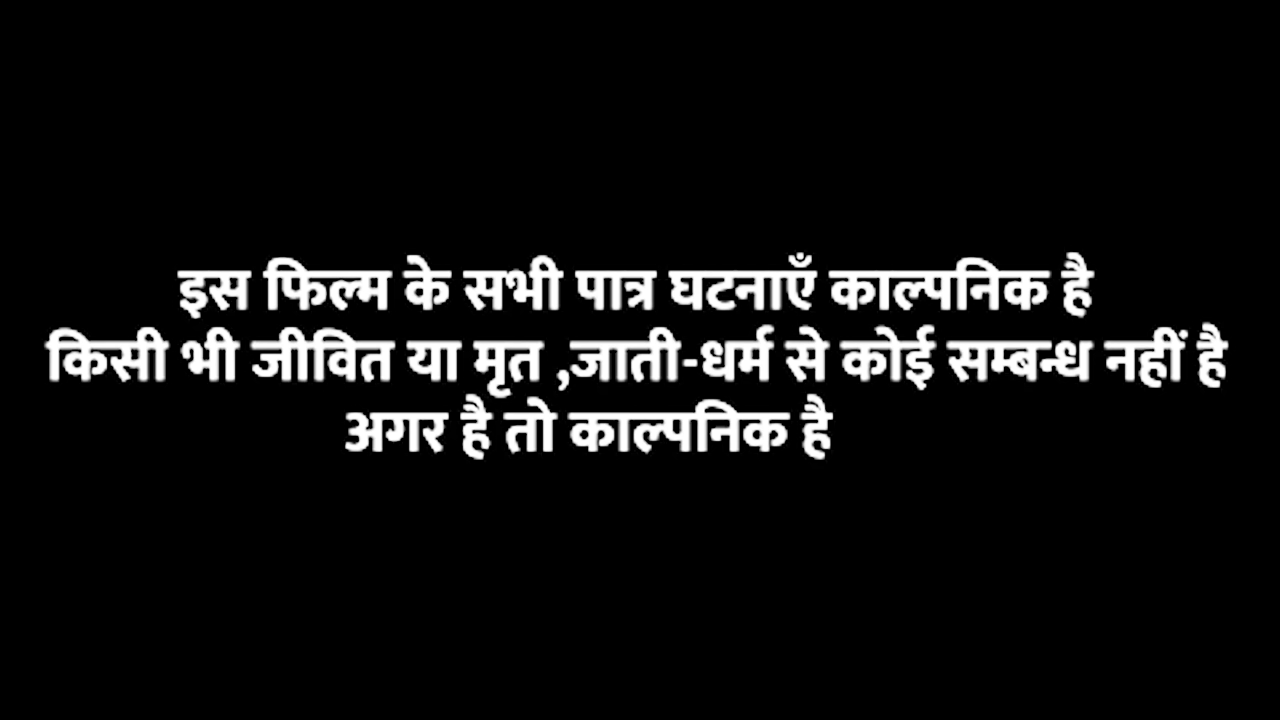 इस फिल्म के सभी पात्र घटनाएँ काल्पनिक है
किसी भी जीवित या मृत ,जाती-धर्म से कोई सम्बन्ध नहीं है
अगर है तो काल्पनिक है